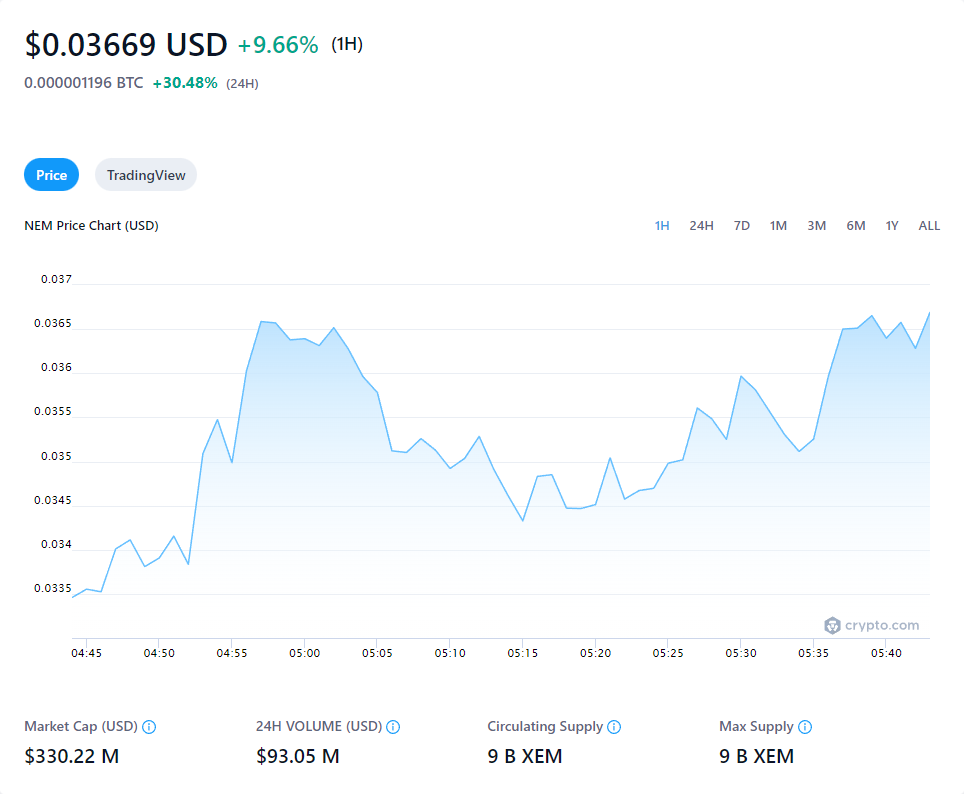 $0.03669 USD +9.66% (1H)
0.000001196 BTC +30.48% (24H)
Price TradingView
NEM Price Chart (USD) 1H 24H 7D 1M 3M 6M 1Y ALL
0.037
0.0365
0.036
0.0355
0.035
0.0345
0.034
0.0335
crypto.com
04:45 04:50 04:55 05:00 05:05 05:10 05:15 05:20 05:25 05:30 05:35 05:40
Market Cap (USD) 24H VOLUME (USD) Circulating Supply Max Supply
$330.22 M $93.05 M 9 B XEM 9 B XEM